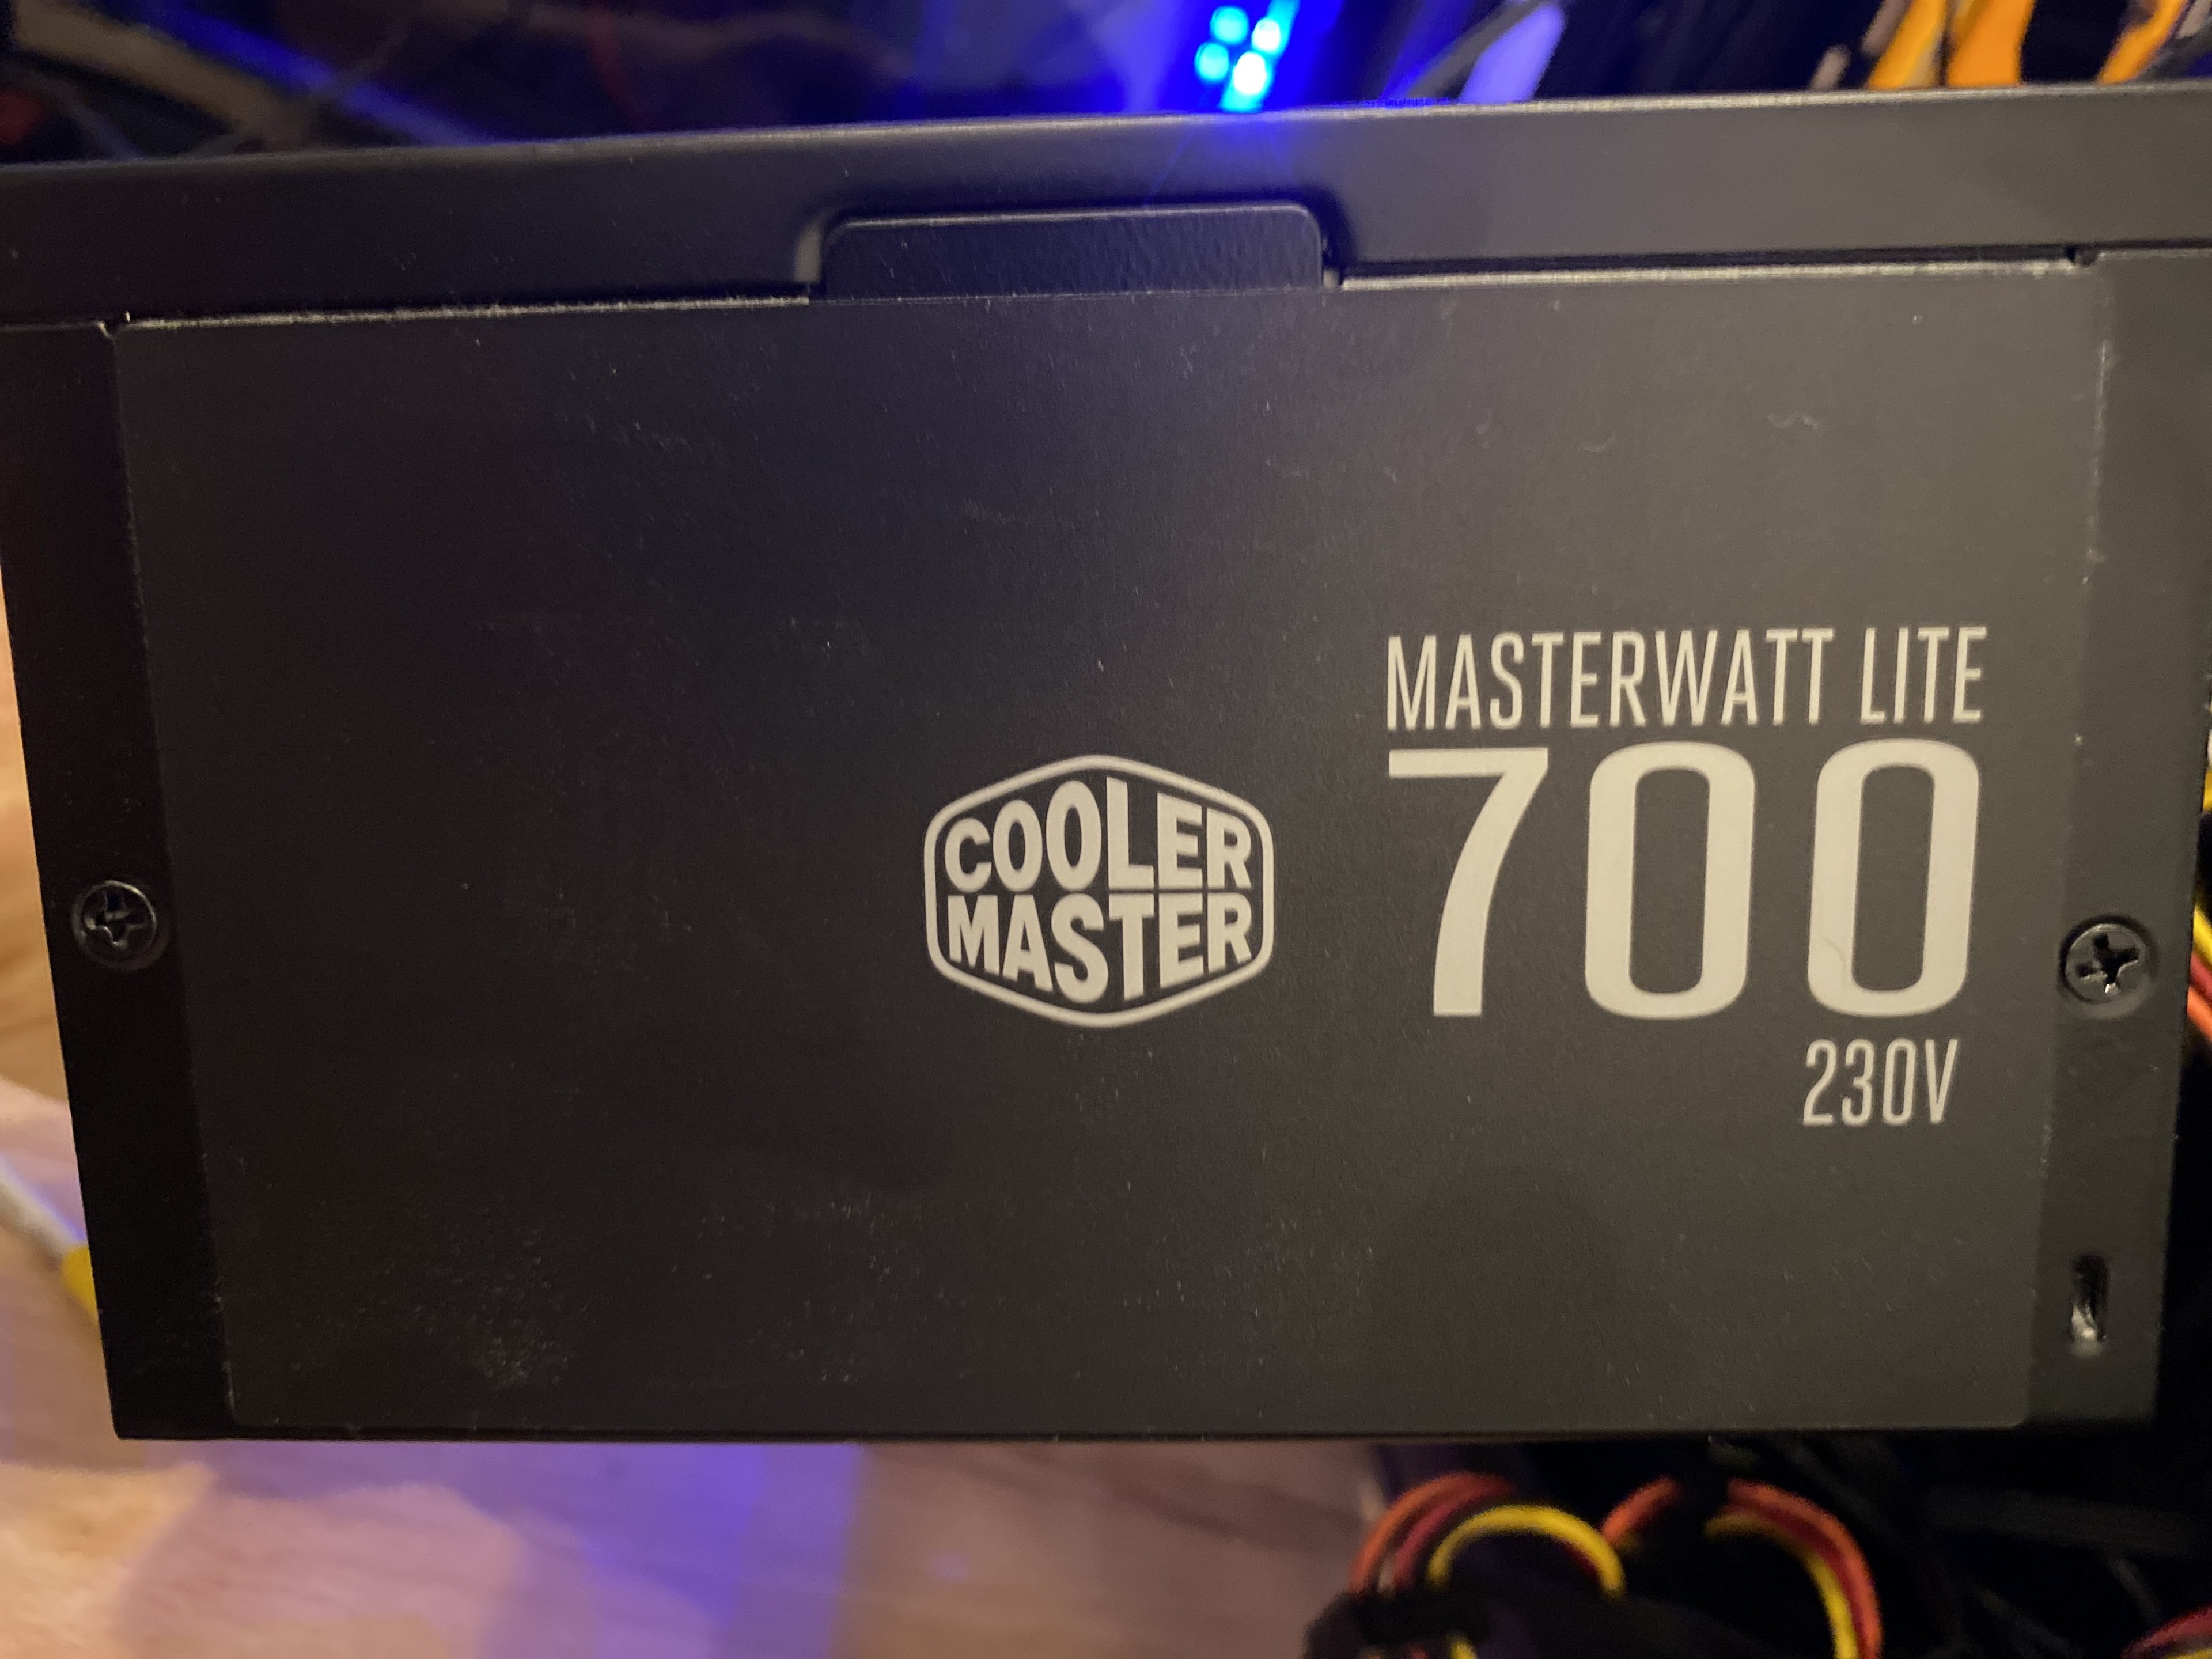 COOLER
MASTER
MASTERWATT LITE
700
230V